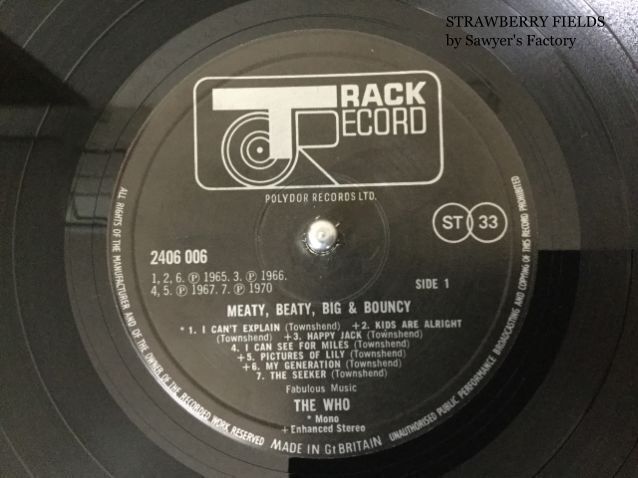 STRAWBERRY FIELDS
by Sawyer's Factory
TRACK
RECORD
POLYDOR RECORDS LTD.
ST 33
2406 006
1, 2, 6. ℗ 1965. 3. ℗ 1966.
4, 5. ℗ 1967. 7. ℗ 1970
SIDE 1
MEATY, BEATY, BIG & BOUNCY
* 1. I CAN'T EXPLAIN (Townshend) +2. KIDS ARE ALRIGHT
(Townshend) +3. HAPPY JACK (Townshend)
4. I CAN SEE FOR MILES (Townshend)
+5. PICTURES OF LILY (Townshend)
+6. MY GENERATION (Townshend)
7. THE SEEKER (Townshend)
Fabulous Music
THE WHO
* Mono
+ Enhanced Stereo
ALL RIGHTS OF THE MANUFACTURER AND OF THE OWNER OF THE RECORDED WORK RESERVED
MADE IN Gt BRITAIN
UNAUTHORISED PUBLIC PERFORMANCE BROADCASTING AND COPYING OF THIS RECORD PROHIBITED